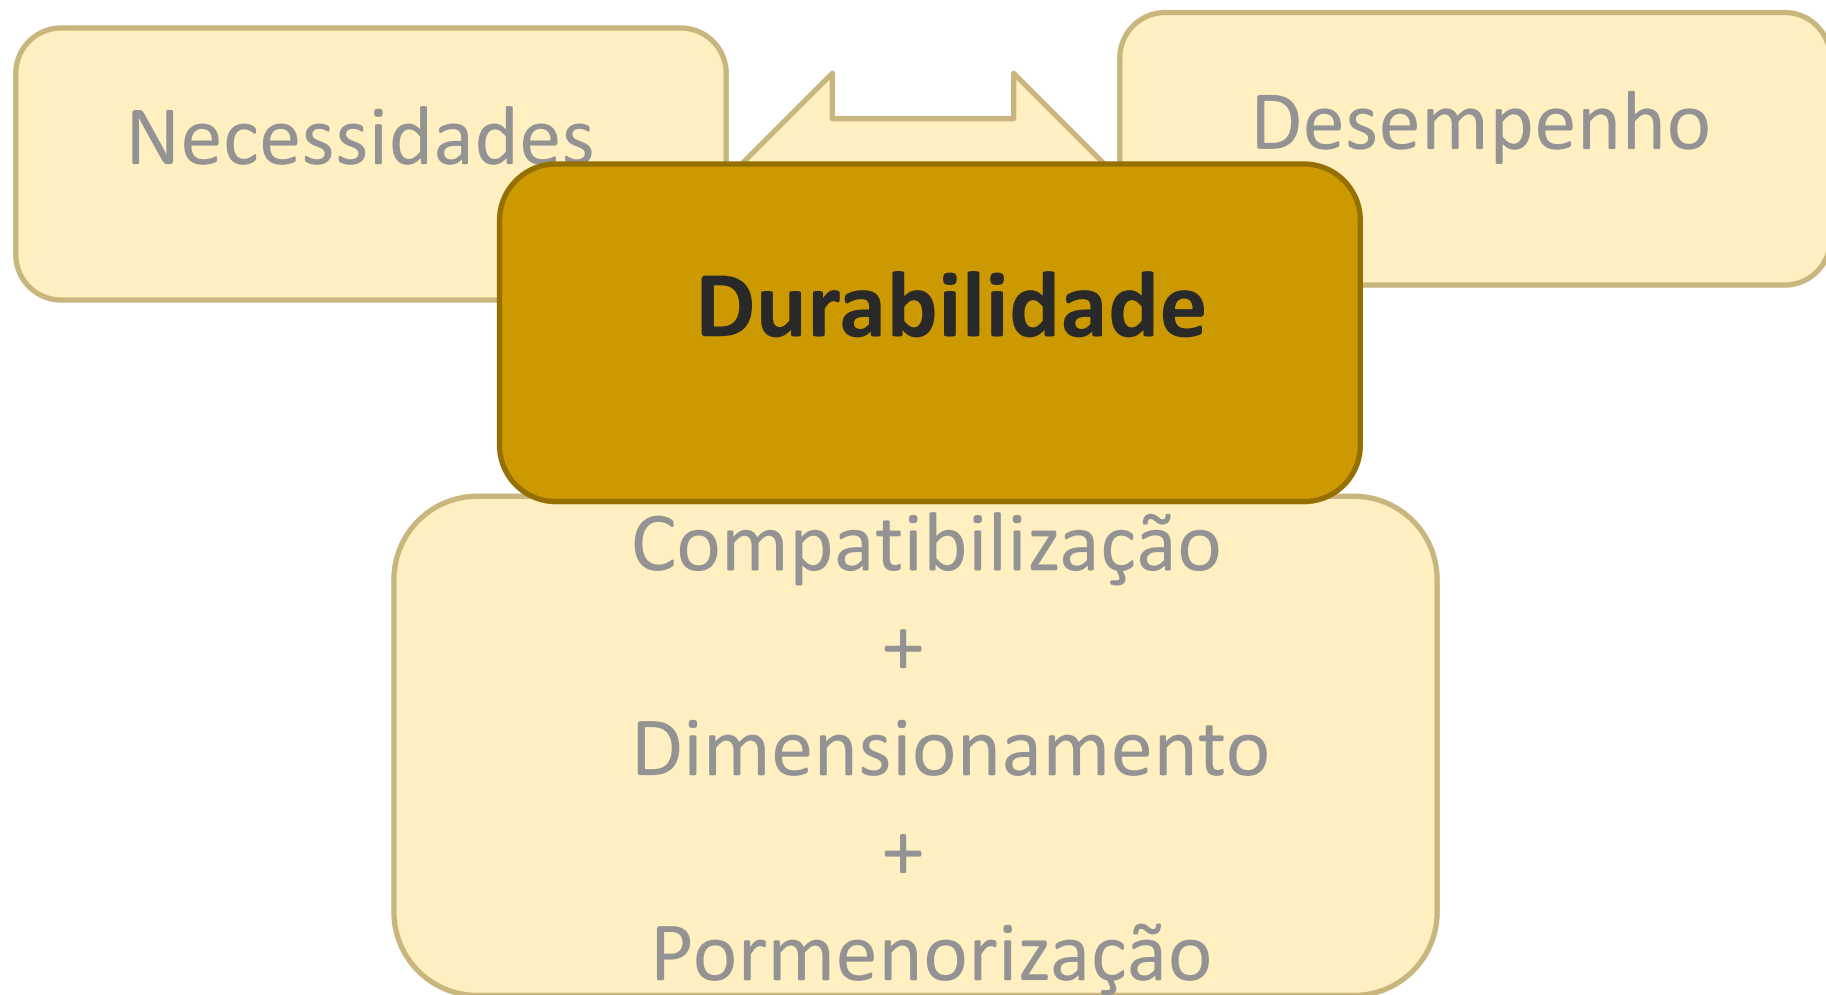 Necessidades
Desempenho
Durabilidade
Compatibilização
+
Dimensionamento
+
Pormenorização